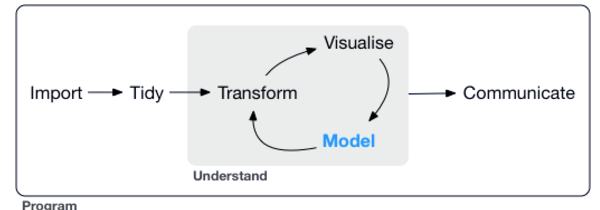 Visualise
Import
Tidy
Transform
Communicate
Model
Understand
Program